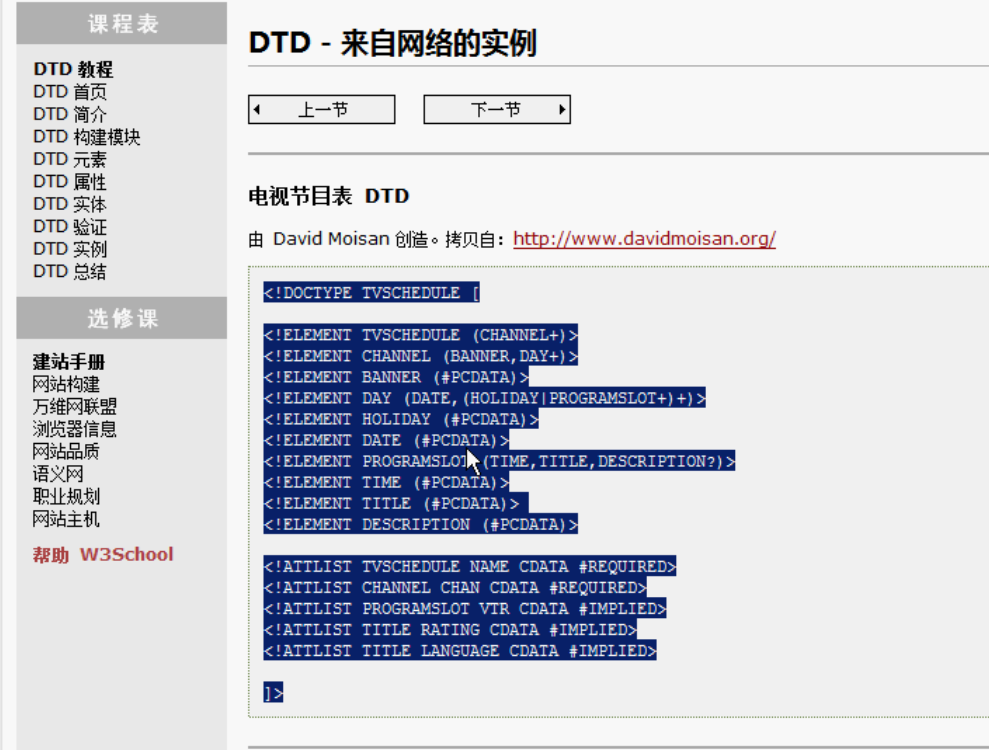 课程表
DTD 教程
DTD 首页
DTD 简介
DTD 构建模块
DTD 元素
DTD 属性
DTD 实体
DTD 验证
DTD 实例
DTD 总结
选修课
建站手册
网站构建
万维网联盟
浏览器信息
网站品质
语义网
职业规划
网站主机
帮助 W3School
DTD - 来自网络的实例
上一节
下一节
电视节目表 DTD
由 David Moisan 创造。拷贝自：http://www.davidmoisan.org/
<!DOCTYPE TVSCHEDULE [
<!ELEMENT TVSCHEDULE (CHANNEL+)>
<!ELEMENT CHANNEL (BANNER,DAY+)>
<!ELEMENT BANNER (#PCDATA)>
<!ELEMENT DAY (DATE,(HOLIDAY|PROGRAMSLOT+)+)>
<!ELEMENT HOLIDAY (#PCDATA)>
<!ELEMENT DATE (#PCDATA)>
<!ELEMENT PROGRAMSLOT (TIME,TITLE,DESCRIPTION?)>
<!ELEMENT TIME (#PCDATA)>
<!ELEMENT TITLE (#PCDATA)>
<!ELEMENT DESCRIPTION (#PCDATA)>
<!ATTLIST TVSCHEDULE NAME CDATA #REQUIRED>
<!ATTLIST CHANNEL CHAN CDATA #REQUIRED>
<!ATTLIST PROGRAMSLOT VTR CDATA #IMPLIED>
<!ATTLIST TITLE RATING CDATA #IMPLIED>
<!ATTLIST TITLE LANGUAGE CDATA #IMPLIED>
]>